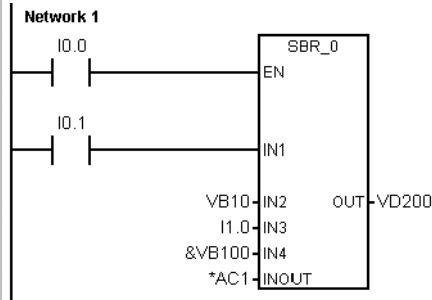 Network 1
I0.0
SBR_0
EN
I0.1
IN1
VB10 IN2 OUT VD200
I1.0 IN3
&VB100 IN4
*AC1 INOUT